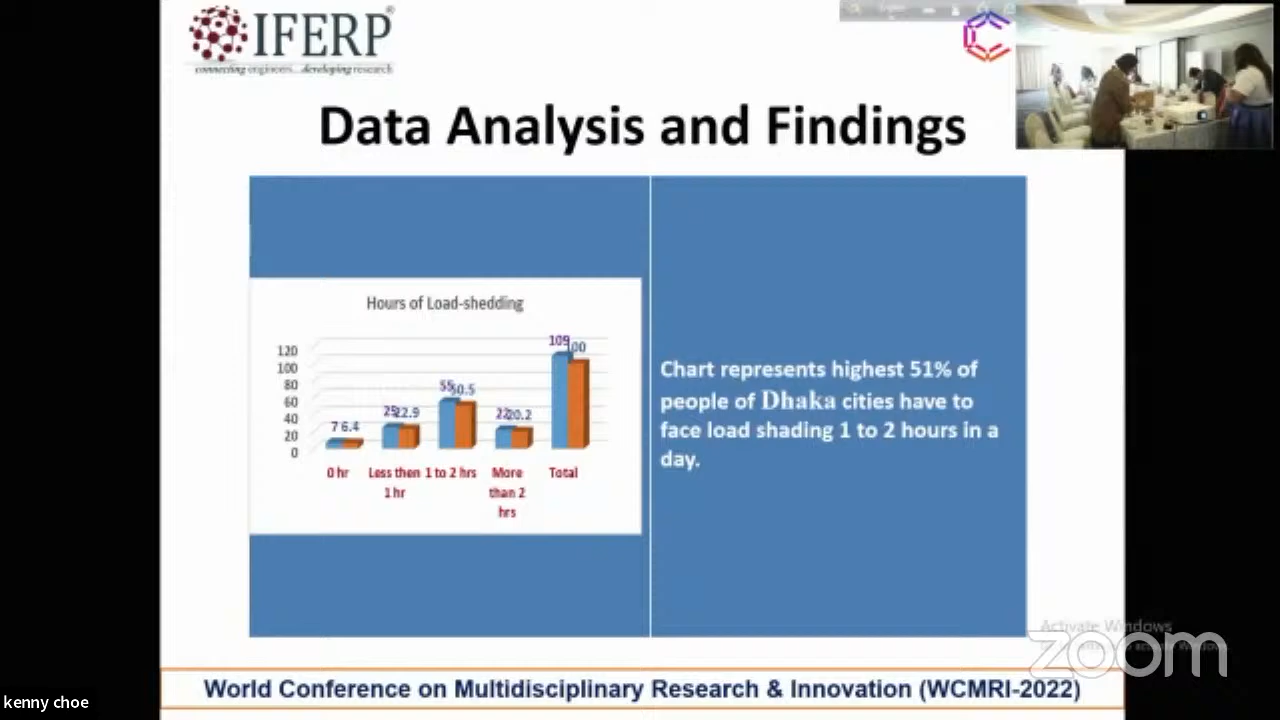 IFERP
connecting engineers...developing research
Data Analysis and Findings
Hours of Load-shedding
120
100
80
60
40
20
0
7 6.4
25 22.9
55 50.5
22 20.2
109 100
0 hr
Less then 1 to 2 hrs More Total
1 hr than 2
hrs
Chart represents highest 51% of
people of Dhaka cities have to
face load shading 1 to 2 hours in a
day.
Activate Windows
zoom
World Conference on Multidisciplinary Research & Innovation (WCMRI-2022)
kenny choe